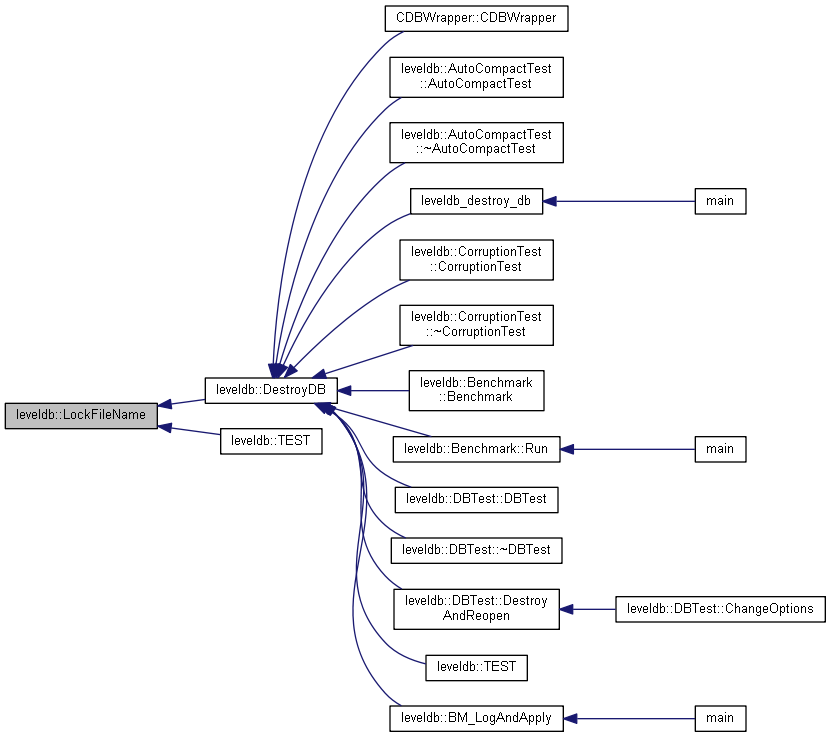 CDBWrapper::CDBWrapper
leveldb::AutoCompactTest
::AutoCompactTest
leveldb::AutoCompactTest
::~AutoCompactTest
leveldb_destroy_db
main
leveldb::CorruptionTest
::CorruptionTest
leveldb::CorruptionTest
::~CorruptionTest
leveldb::DestroyDB
leveldb::Benchmark
::Benchmark
leveldb::LockFileName
leveldb::TEST
leveldb::Benchmark::Run
main
leveldb::DBTest::DBTest
leveldb::DBTest::~DBTest
leveldb::DBTest::Destroy
AndReopen
leveldb::DBTest::ChangeOptions
leveldb::TEST
leveldb::BM_LogAndApply
main